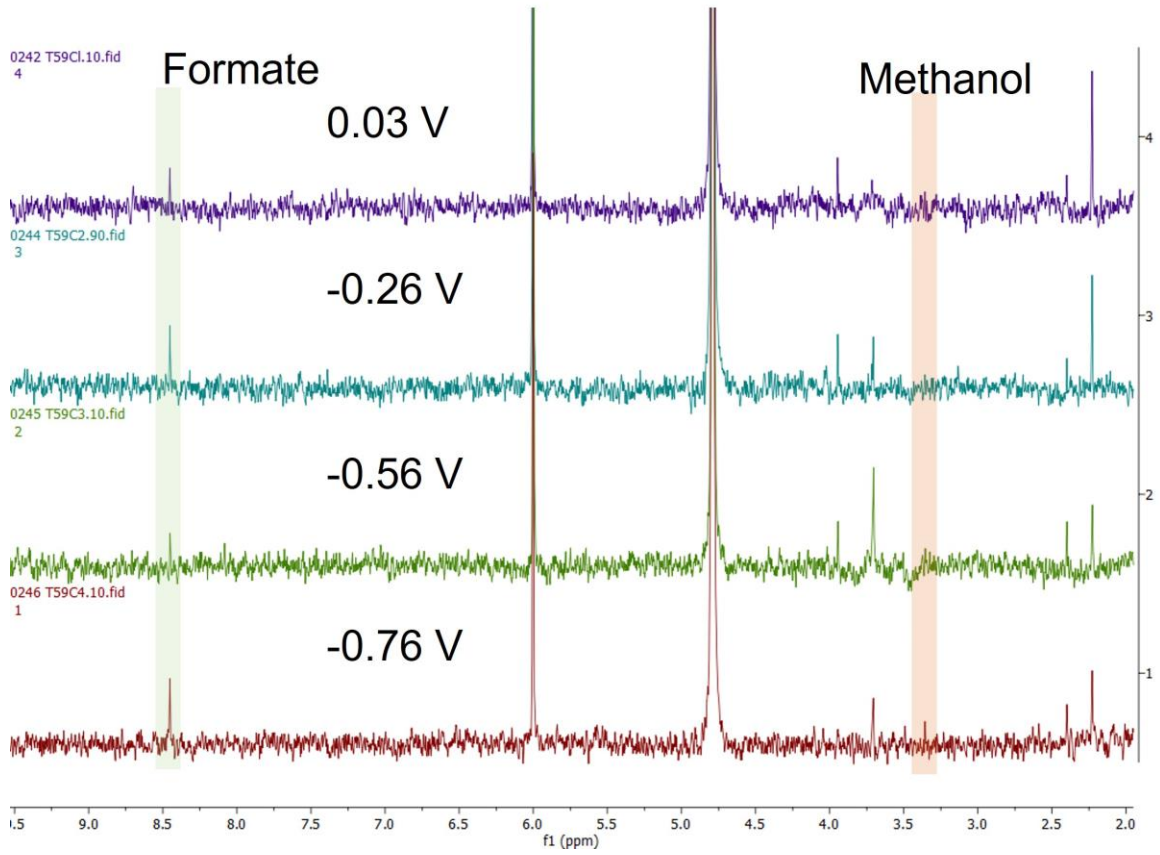 0242 T59Cl.10.fid
4
Formate
Methanol
0.03 V
4
0244 T59C2.90.fid
3
-0.26 V
3
0245 T59C3.10.fid
2
-0.56 V
2
0246 T59C4.10.fid
1
-0.76 V
1
9.5 9.0 8.5 8.0 7.5 7.0 6.5 6.0 5.5 5.0 4.5 4.0 3.5 3.0 2.5 2.0
f1 (ppm)